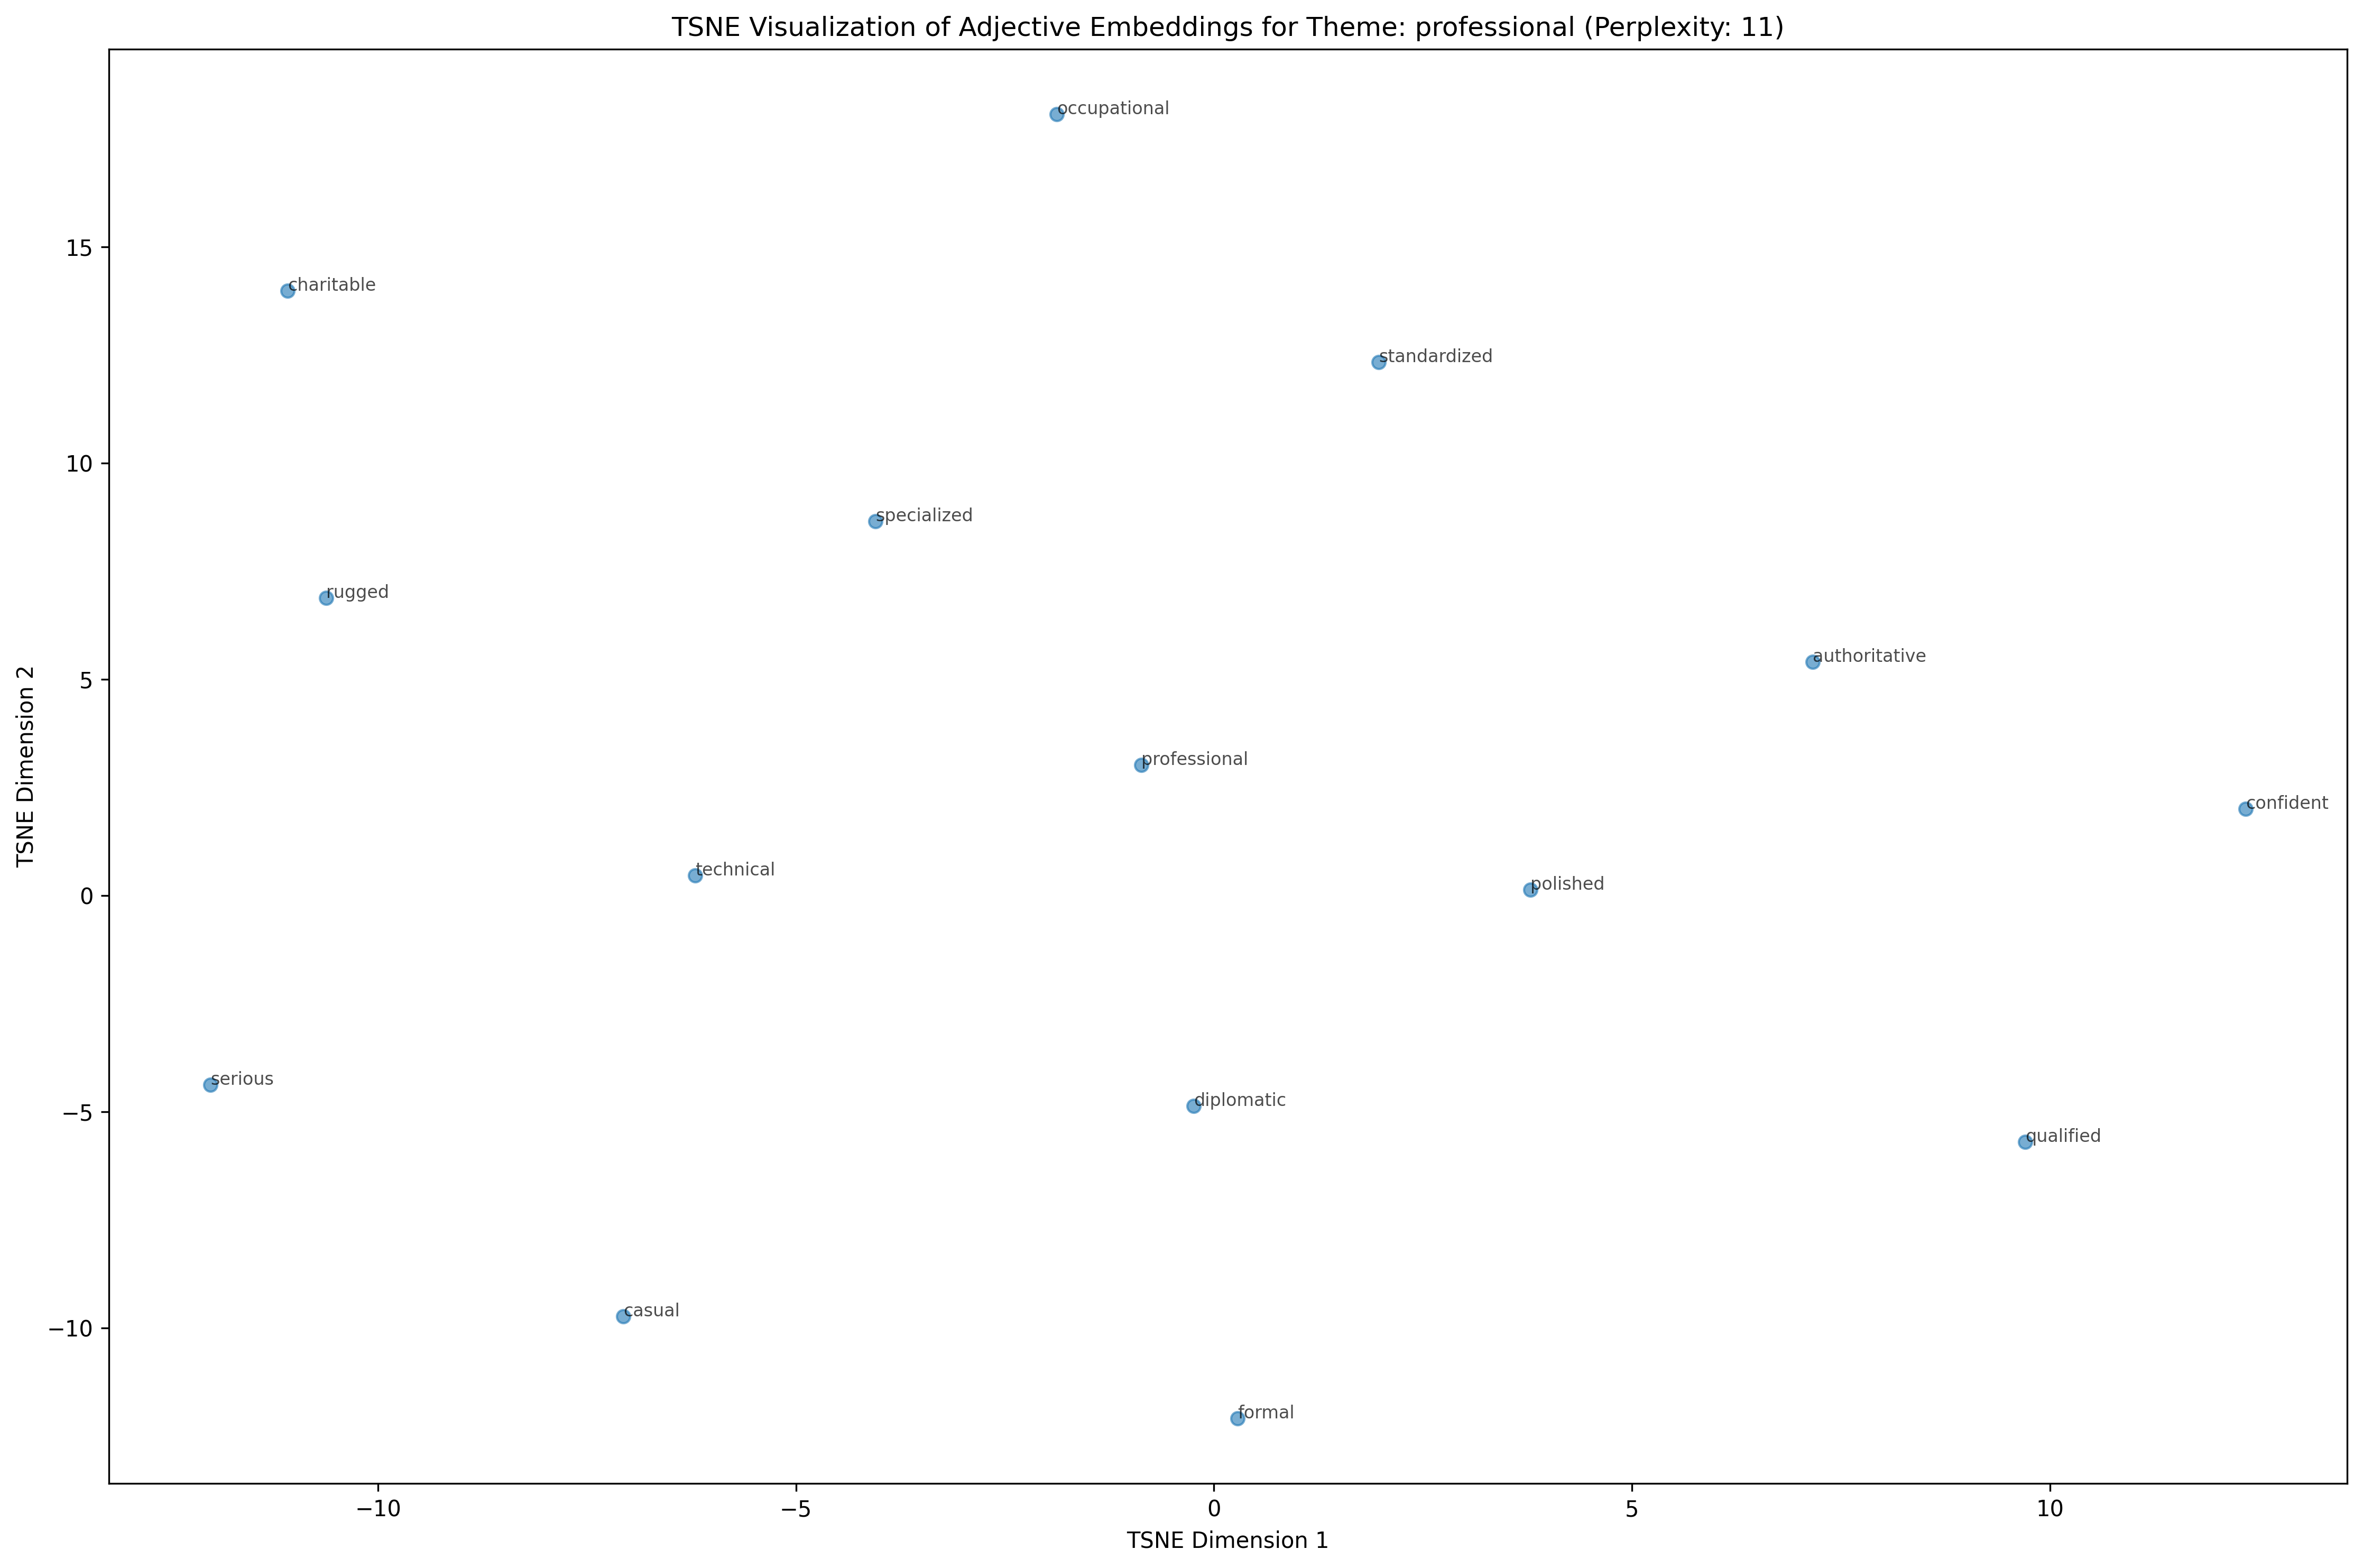 TSNE Visualization of Adjective Embeddings for Theme: professional (Perplexity: 11)
occupational
charitable
standardized
specialized
rugged
authoritative
professional
confident
technical
polished
serious
diplomatic
qualified
casual
formal
15
10
5
0
−5
−10
TSNE Dimension 2
−10
−5
0
5
10
TSNE Dimension 1